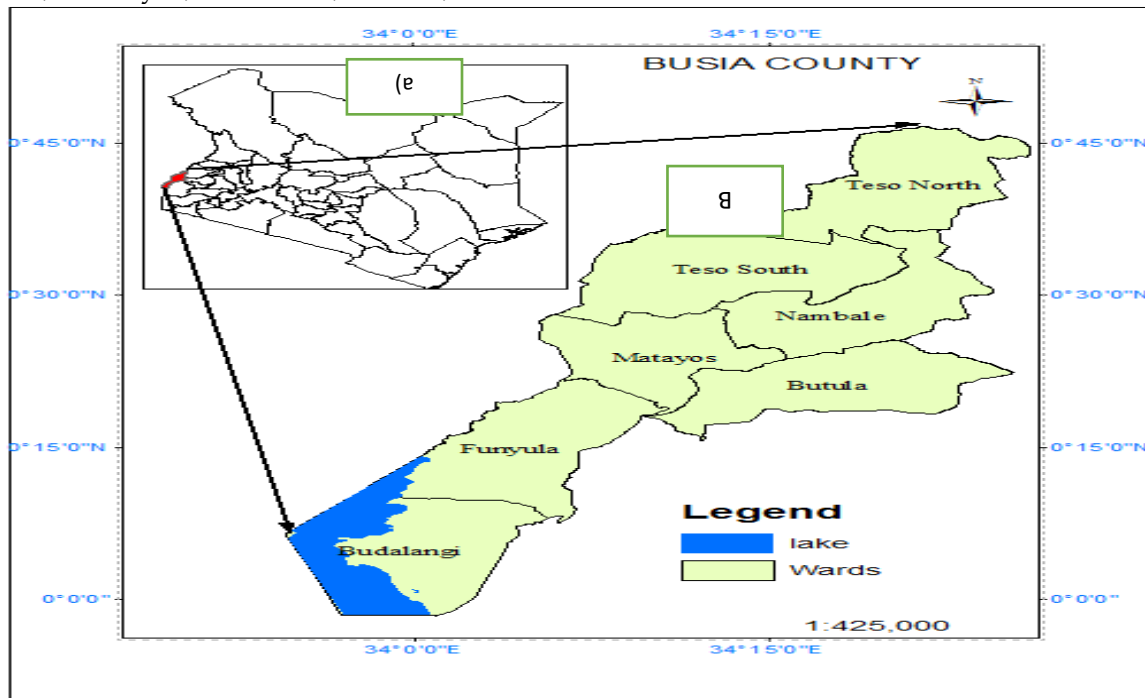 34°0'0"E 34°15'0"E
BUSIA COUNTY
a)
N
0°45'0"N 0°45'0"N
B
Teso North
Teso South
0°30'0"N 0°30'0"N
Nambale
Matayos
Butula
0°15'0"N 0°15'0"N
Funyula
Legend
lake
Budalangi
Wards
0°0'0" 0°0'0"
1:425,000
34°0'0"E 34°15'0"E